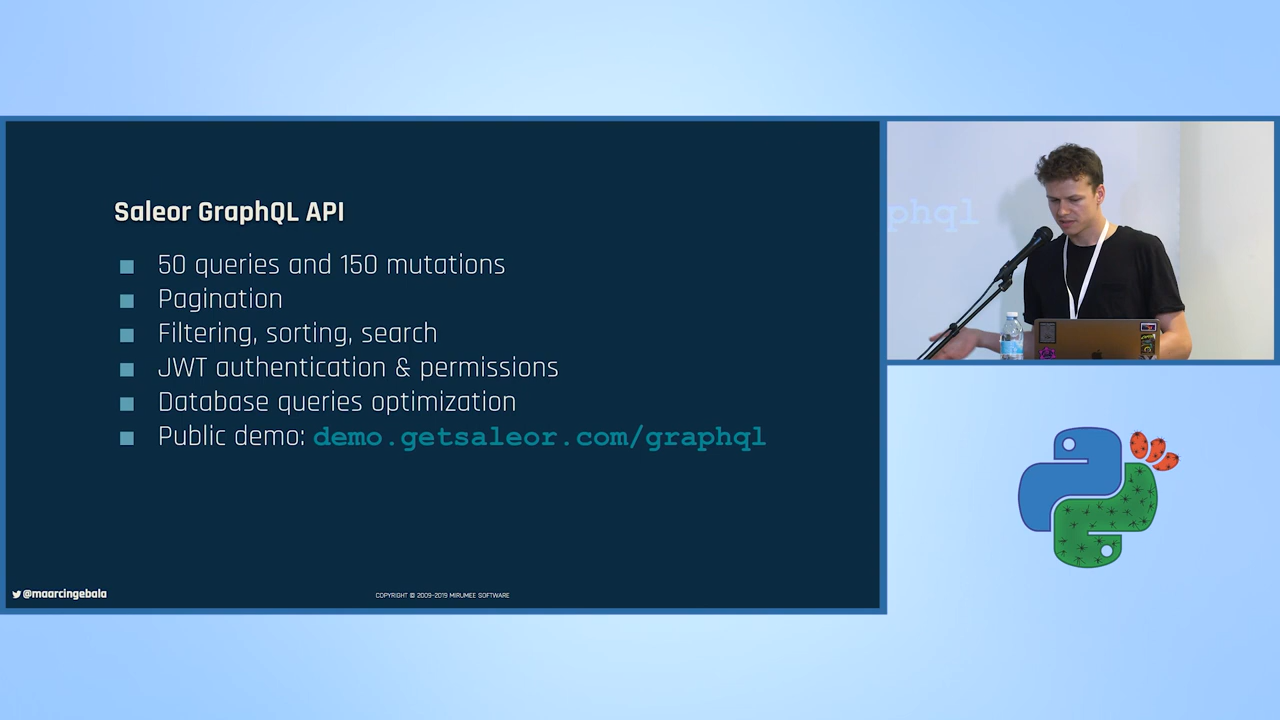 Saleor GraphQL API
50 queries and 150 mutations
Pagination
Filtering, sorting, search
JWT authentication & permissions
Database queries optimization
Public demo: demo.getsaleor.com/graphql
@maarcingebala
COPYRIGHT © 2009-2019 MIRUMEE SOFTWARE
phql